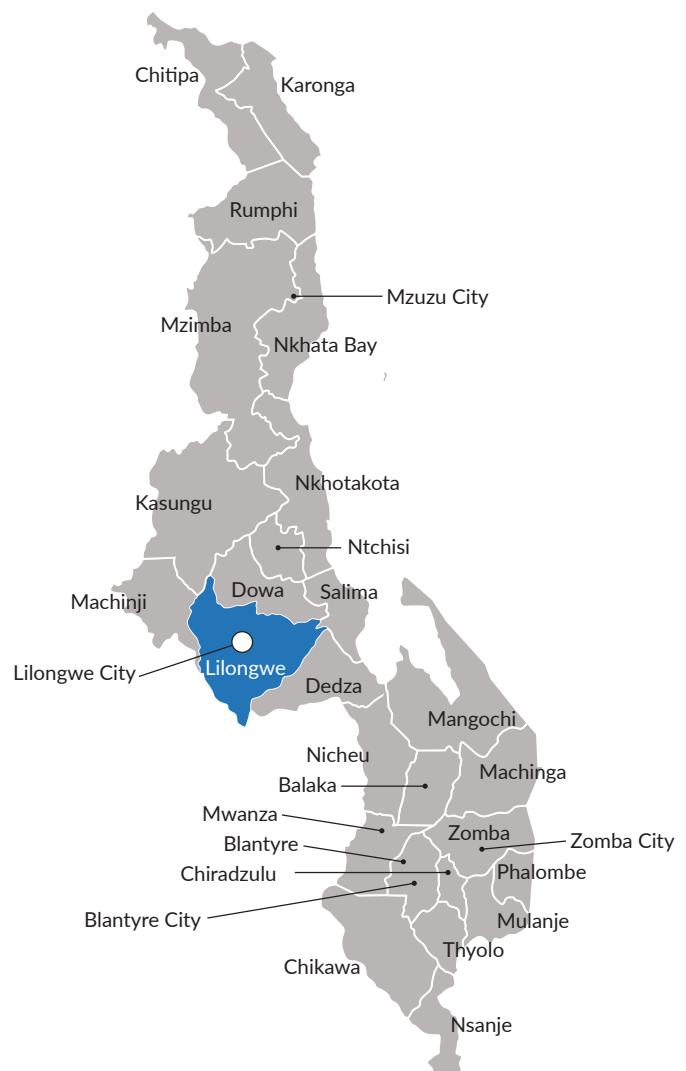 Chitipa
Karonga
Rumphi
Mzuzu City
Mzimba
Nkhata Bay
Nkhotakota
Kasungu
Ntchisi
Dowa
Salima
Machinji
Lilongwe
Lilongwe City
Dedza
Mangochi
Nicheu
Machinga
Balaka
Mwanza
Zomba
Zomba City
Blantyre
Chiradzulu
Phalombe
Blantyre City
Mulanje
Thyolo
Chikawa
Nsanje